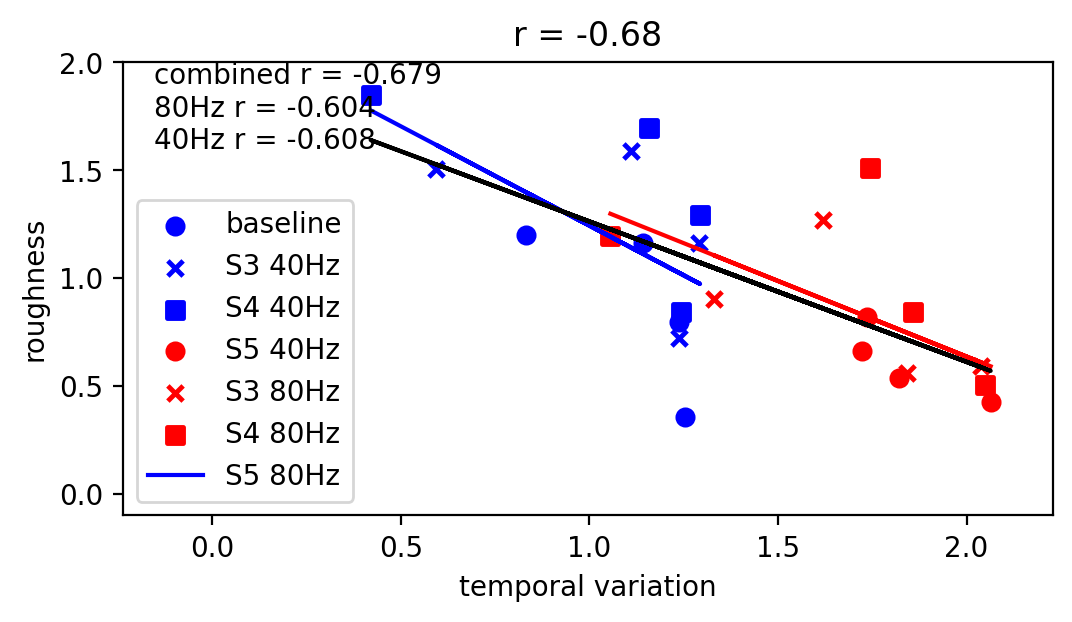 r = -0.68
combined r = -0.679
80Hz r = -0.604
40Hz r = -0.608
baseline
S3 40Hz
S4 40Hz
S5 40Hz
S3 80Hz
S4 80Hz
S5 80Hz
2.0
1.5
1.0
0.5
0.0
roughness
0.0 0.5 1.0 1.5 2.0
temporal variation